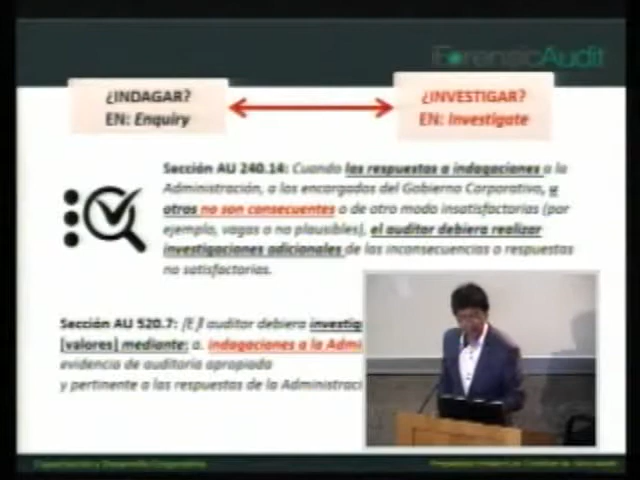 ForensicAudit
¿INDAGAR?
EN: Enquiry
¿INVESTIGAR?
EN: Investigate
Sección AU 240.14: Cuando las respuestas a indagaciones a la
Administración, a los encargados del Gobierno Corporativo, u
otros no son consecuentes o de otro modo insatisfactorias (por
ejemplo, vagas o no plausibles), el auditor debiera realizar
investigaciones adicionales de las inconsecuencias o respuestas
no satisfactorias.
Sección AU 520.7: [E]l auditor debiera investig
[valores] mediante: a. indagaciones a la Admi
evidencia de auditoría apropiada
y pertinente a las respuestas de la Administraci
Capacitación y Desarrollo Corporativo